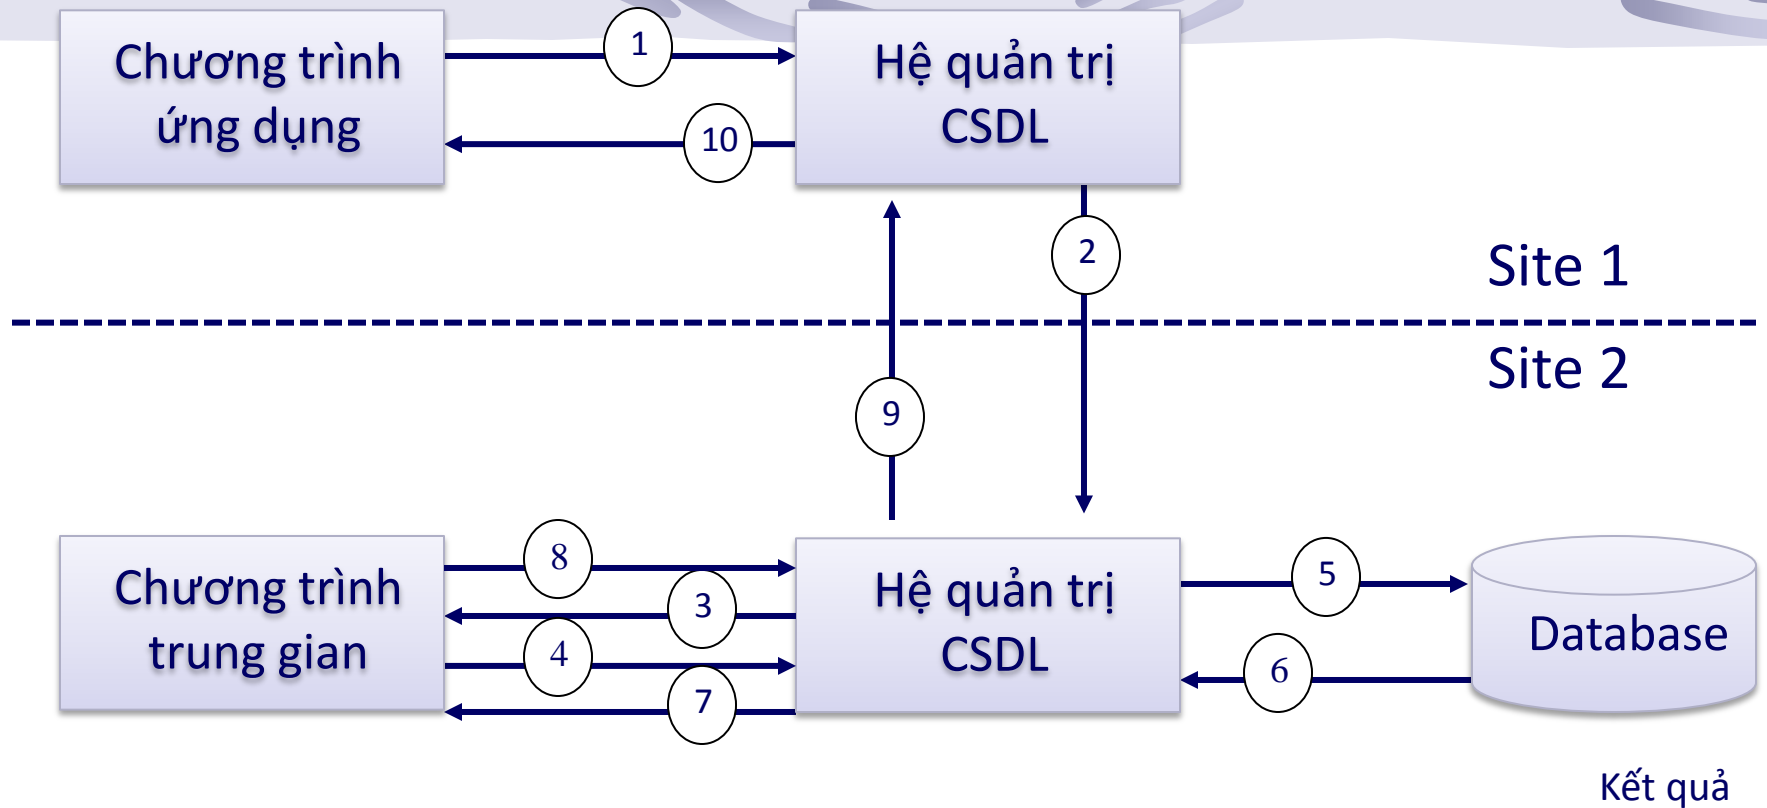 Chương trình
ứng dụng
1
10
Hệ quản trị
CSDL
2
Site 1
Site 2
9
Chương trình
trung gian
8
3
4
7
Hệ quản trị
CSDL
5
6
Database
Kết quả